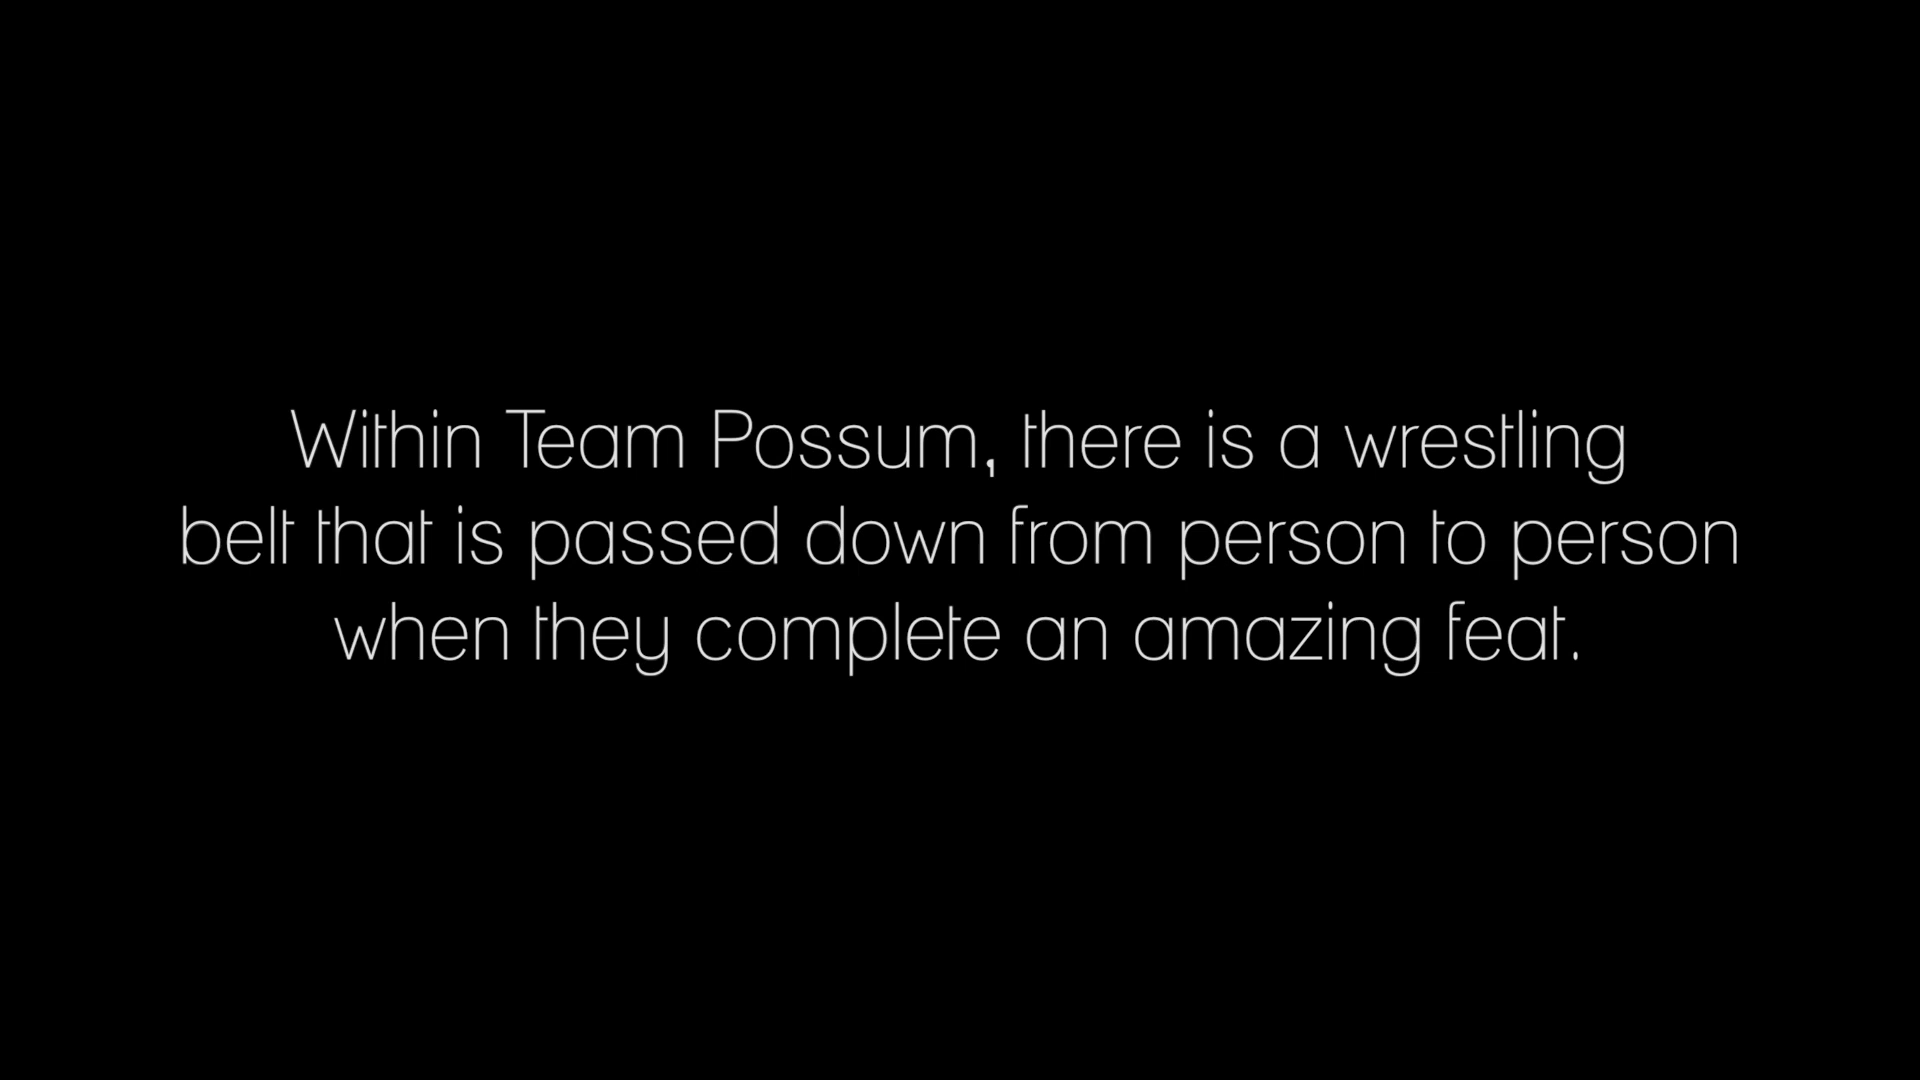 Within Team Possum, there is a wrestling
belt that is passed down from person to person
when they complete an amazing feat.